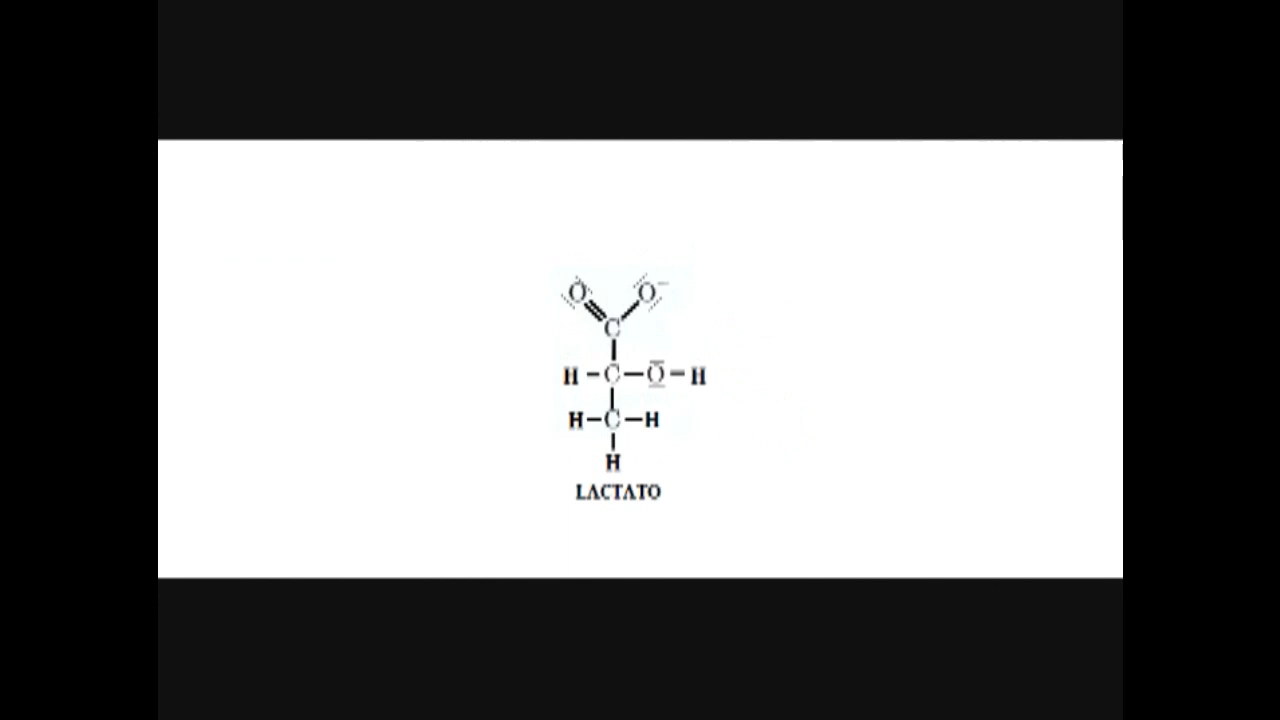 O O⁻
C
H-C-O-H
H-C-H
H
LACTATO